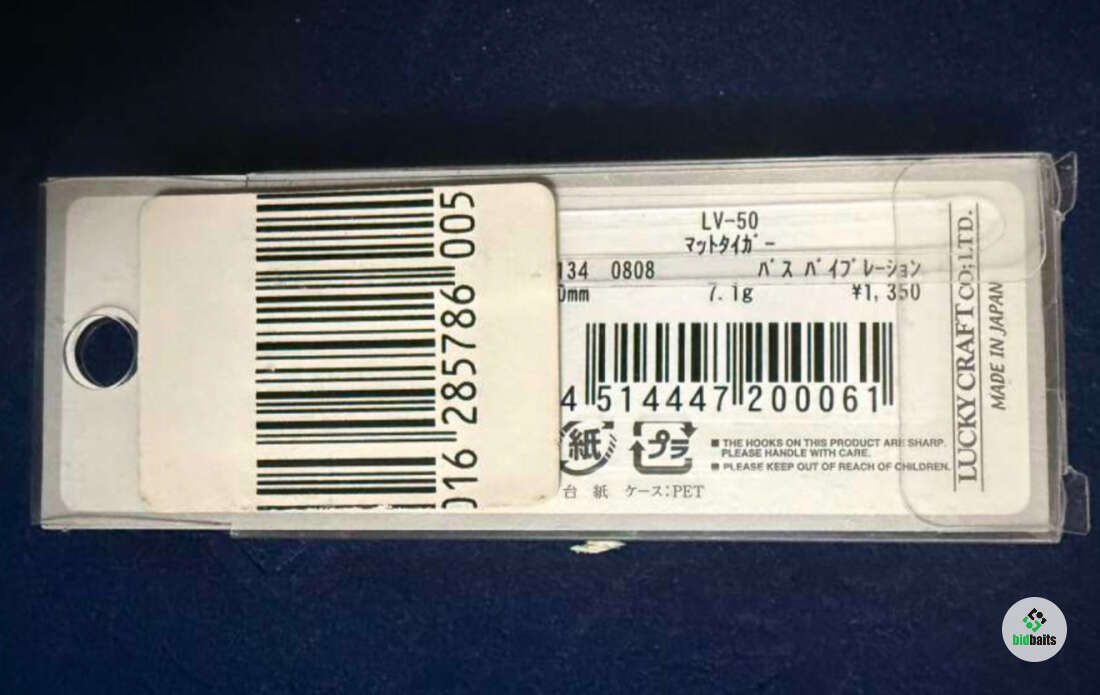 016 285786 005
LV-50
マットタイガー
134 0808 バス バイブレーション
0mm 7.1g ¥1,350
4 514447 200061
紙 プラ
■ THE HOOKS ON THIS PRODUCT ARE SHARP.
PLEASE HANDLE WITH CARE.
■ PLEASE KEEP OUT OF REACH OF CHILDREN.
台紙 ケース:PET
LUCKY CRAFT CO.,LTD.
MADE IN JAPAN
bidbaits